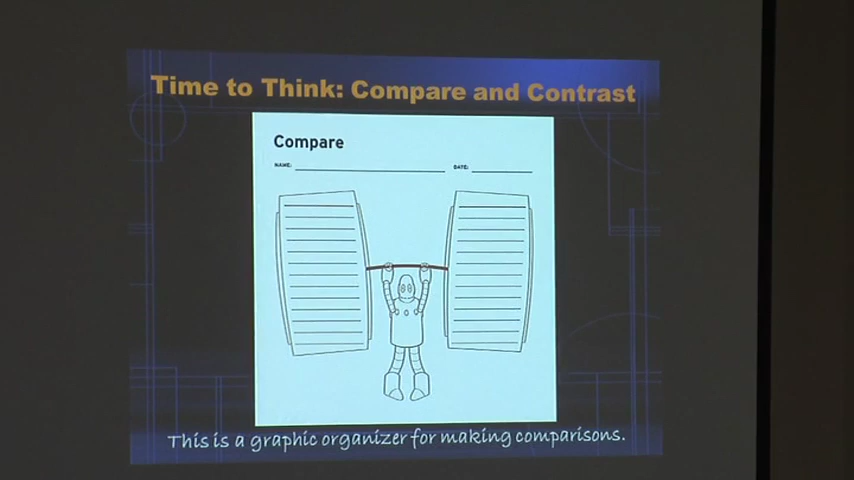 Time to Think: Compare and Contrast
Compare
NAME: DATE:
This is a graphic organizer for making comparisons.